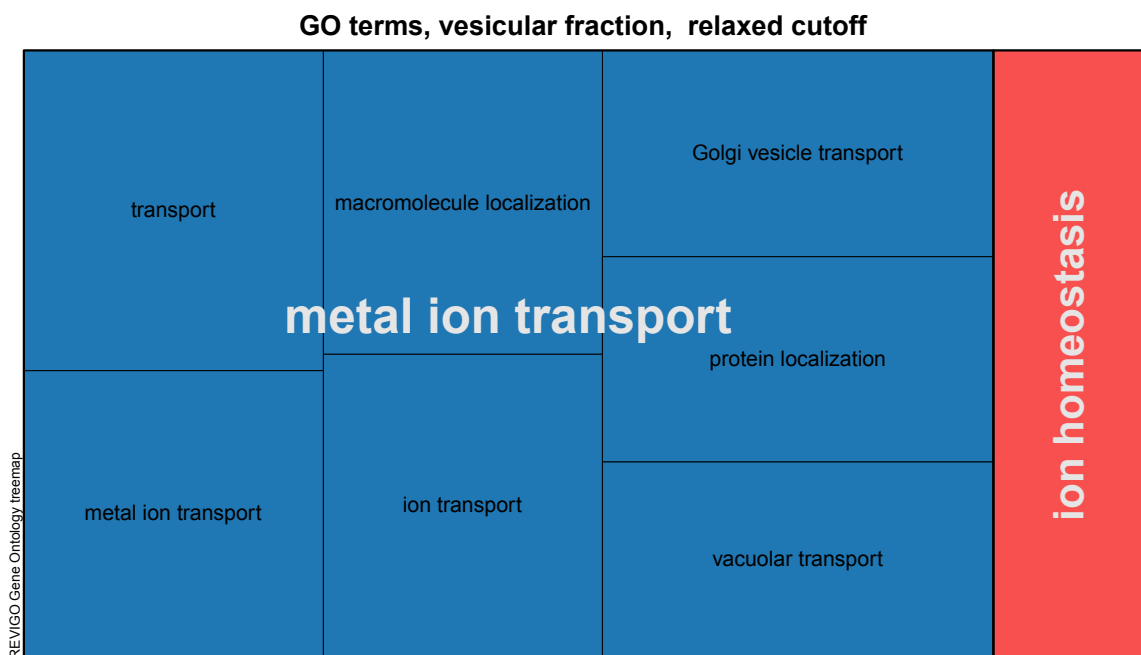 GO terms, vesicular fraction, relaxed cutoff
transport
macromolecule localization
Golgi vesicle transport
metal ion transport
protein localization
metal ion transport
ion transport
vacuolar transport
ion homeostasis
REVIGO Gene Ontology treemap